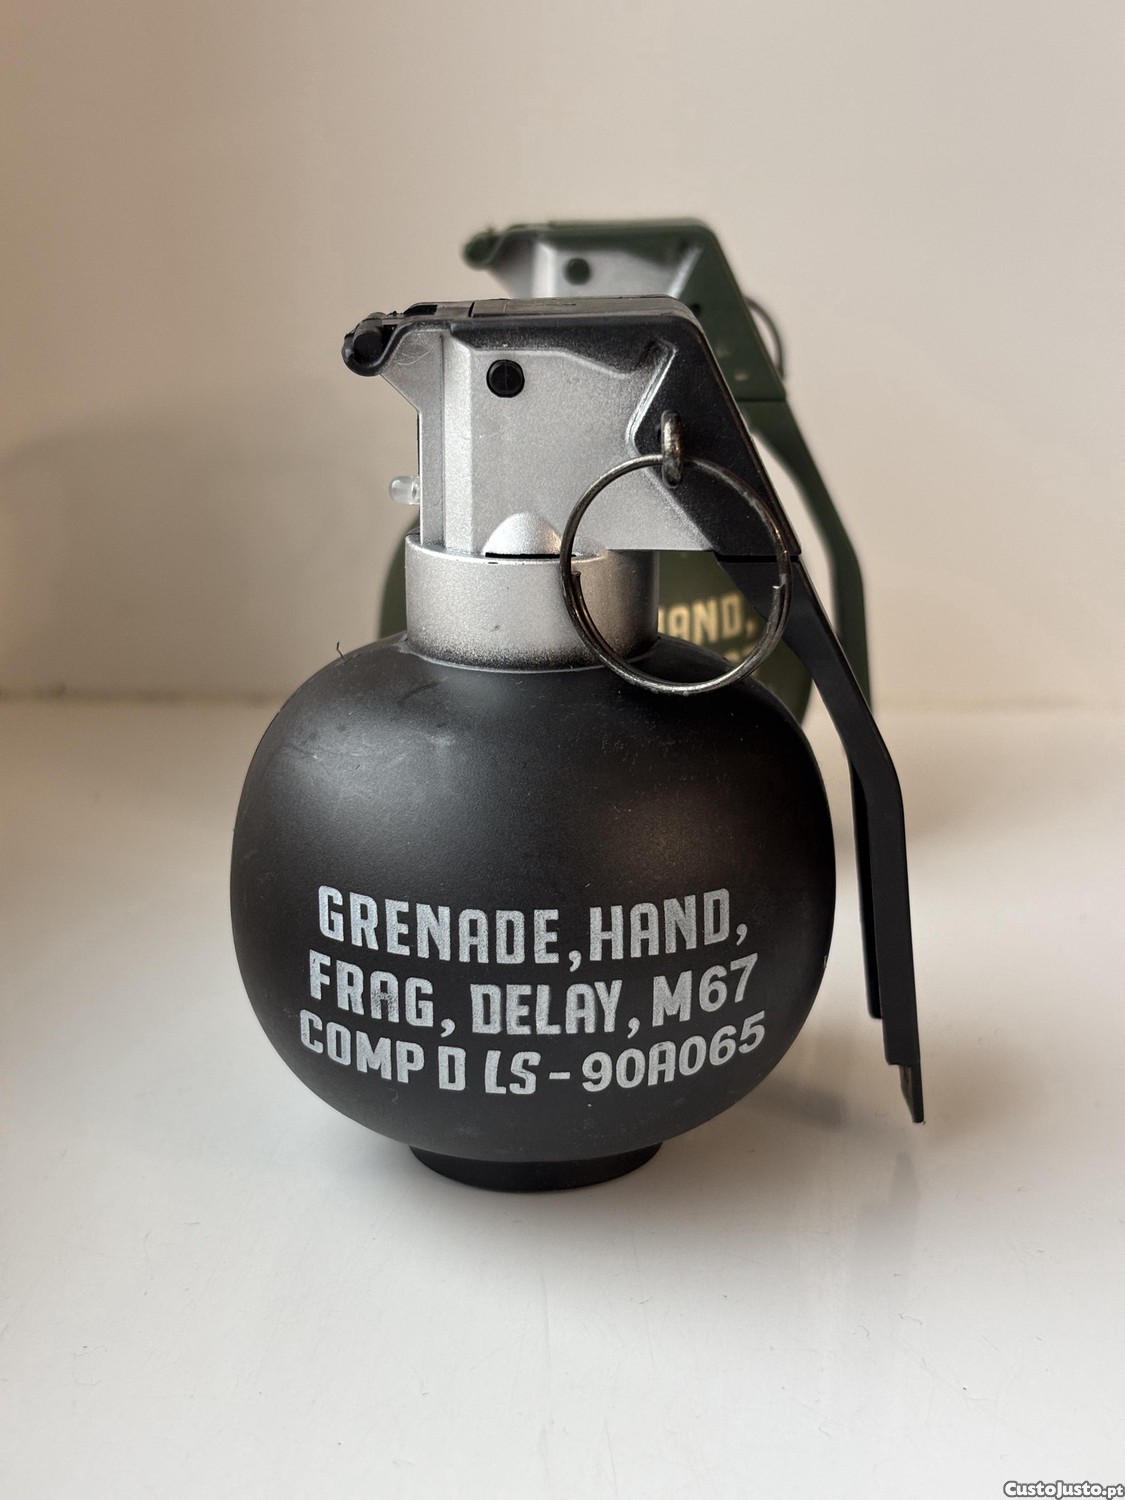 HAND,
GRENADE, HAND,
FRAG, DELAY, M67
COMP D LS-90A065
CustoJusto.pt